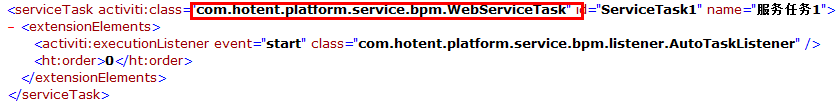 <serviceTask activiti:class="com.hotent.platform.service.bpm.WebServiceTask" id="ServiceTask1" name="服务任务1">
- <extensionElements>
<activiti:executionListener event="start" class="com.hotent.platform.service.bpm.listener.AutoTaskListener" />
<ht:order>0</ht:order>
</extensionElements>
</serviceTask>